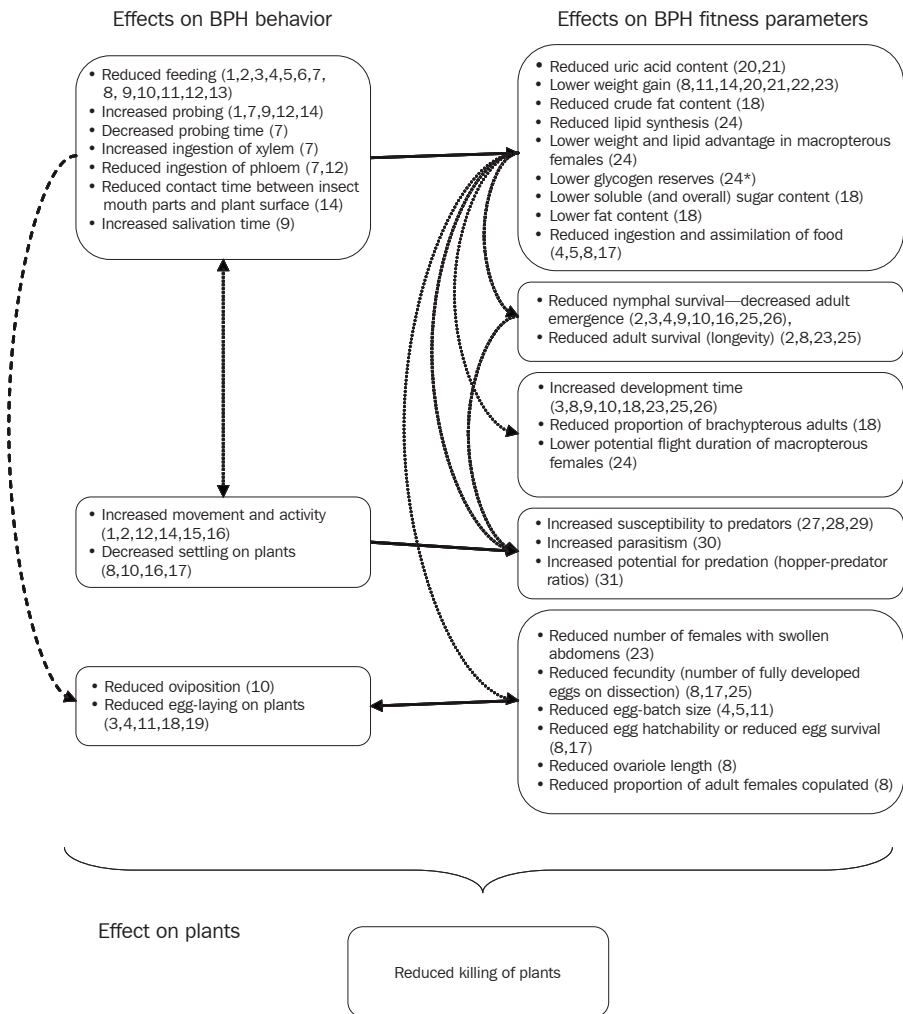 Effects on BPH behavior
• Reduced feeding (1,2,3,4,5,6,7,
8, 9,10,11,12,13)
• Increased probing (1,7,9,12,14)
• Decreased probing time (7)
• Increased ingestion of xylem (7)
• Reduced ingestion of phloem (7,12)
• Reduced contact time between insect
mouth parts and plant surface (14)
• Increased salivation time (9)
• Increased movement and activity
(1,2,12,14,15,16)
• Decreased settling on plants
(8,10,16,17)
• Reduced oviposition (10)
• Reduced egg-laying on plants
(3,4,11,18,19)
Effects on BPH fitness parameters
• Reduced uric acid content (20,21)
• Lower weight gain (8,11,14,20,21,22,23)
• Reduced crude fat content (18)
• Reduced lipid synthesis (24)
• Lower weight and lipid advantage in macropterous
females (24)
• Lower glycogen reserves (24*)
• Lower soluble (and overall) sugar content (18)
• Lower fat content (18)
• Reduced ingestion and assimilation of food
(4,5,8,17)
• Reduced nymphal survival—decreased adult
emergence (2,3,4,9,10,16,25,26),
• Reduced adult survival (longevity) (2,8,23,25)
• Increased development time
(3,8,9,10,18,23,25,26)
• Reduced proportion of brachypterous adults (18)
• Lower potential flight duration of macropterous
females (24)
• Increased susceptibility to predators (27,28,29)
• Increased parasitism (30)
• Increased potential for predation (hopper-predator
ratios) (31)
• Reduced number of females with swollen
abdomens (23)
• Reduced fecundity (number of fully developed
eggs on dissection) (8,17,25)
• Reduced egg-batch size (4,5,11)
• Reduced egg hatchability or reduced egg survival
(8,17)
• Reduced ovariole length (8)
• Reduced proportion of adult females copulated (8)
Effect on plants
Reduced killing of plants